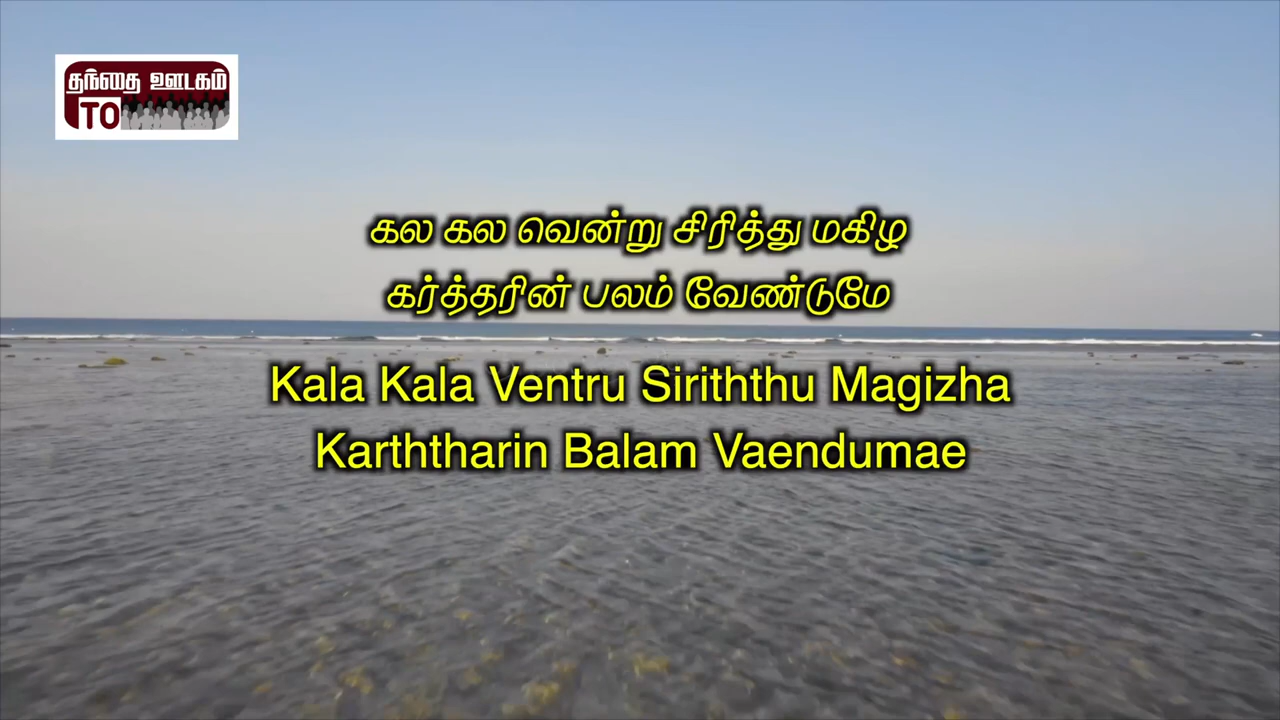 தந்தை ஊடகம்
TO
கல கல வென்று சிரித்து மகிழ
கர்த்தரின் பலம் வேண்டுமே
Kala Kala Ventru Siriththu Magizha
Karththarin Balam Vaendumae